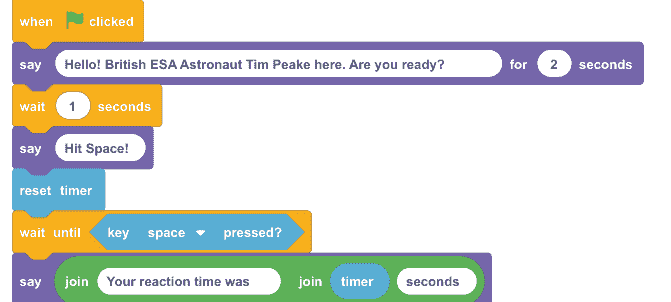 when clicked
say Hello! British ESA Astronaut Tim Peake here. Are you ready? for 2 seconds
wait 1 seconds
say Hit Space!
reset timer
wait until key space pressed?
say join Your reaction time was join timer seconds